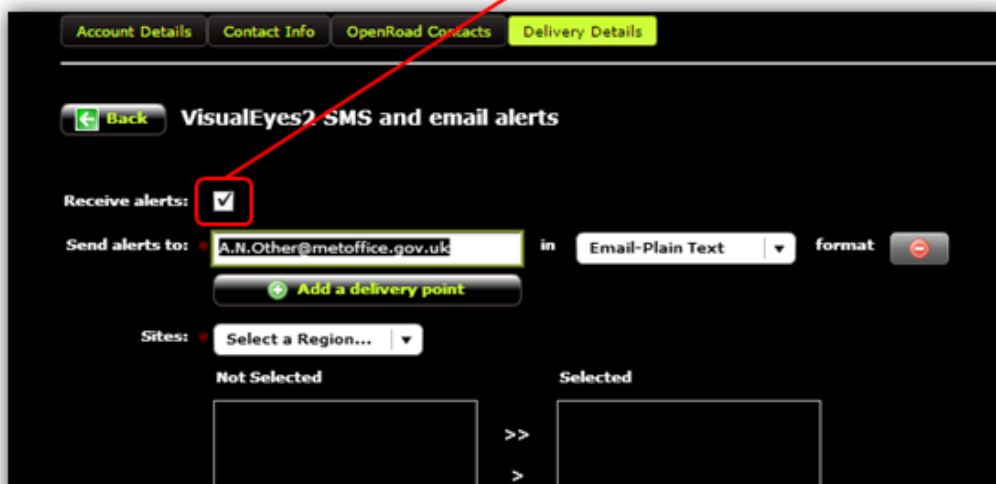 Account Details Contact Info OpenRoad Contacts Delivery Details
Back VisualEyes2 SMS and email alerts
Receive alerts:
Send alerts to: * A.N.Other@metoffice.gov.uk in Email-Plain Text format
Add a delivery point
Sites: * Select a Region...
Not Selected Selected
>>
>